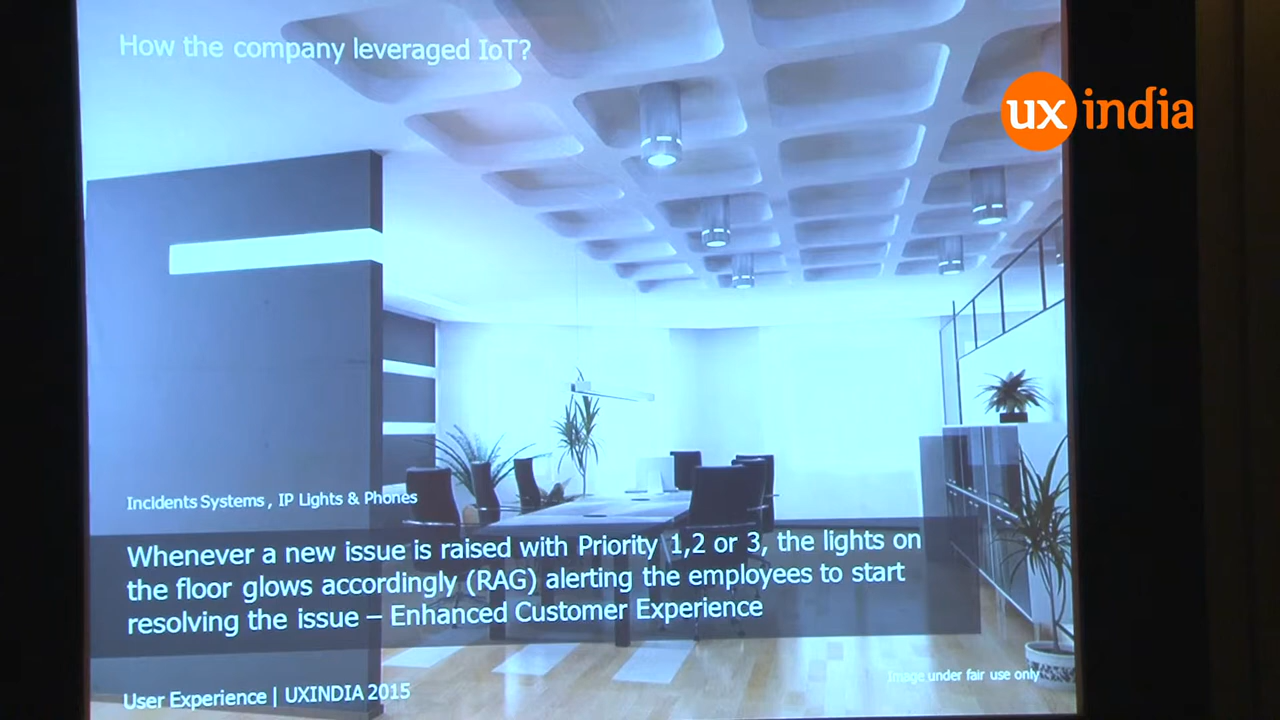 How the company leveraged IoT?
ux india
Incidents Systems , IP Lights & Phones
Whenever a new issue is raised with Priority 1,2 or 3, the lights on
the floor glows accordingly (RAG) alerting the employees to start
resolving the issue – Enhanced Customer Experience
Image under fair use only
User Experience | UXINDIA 2015